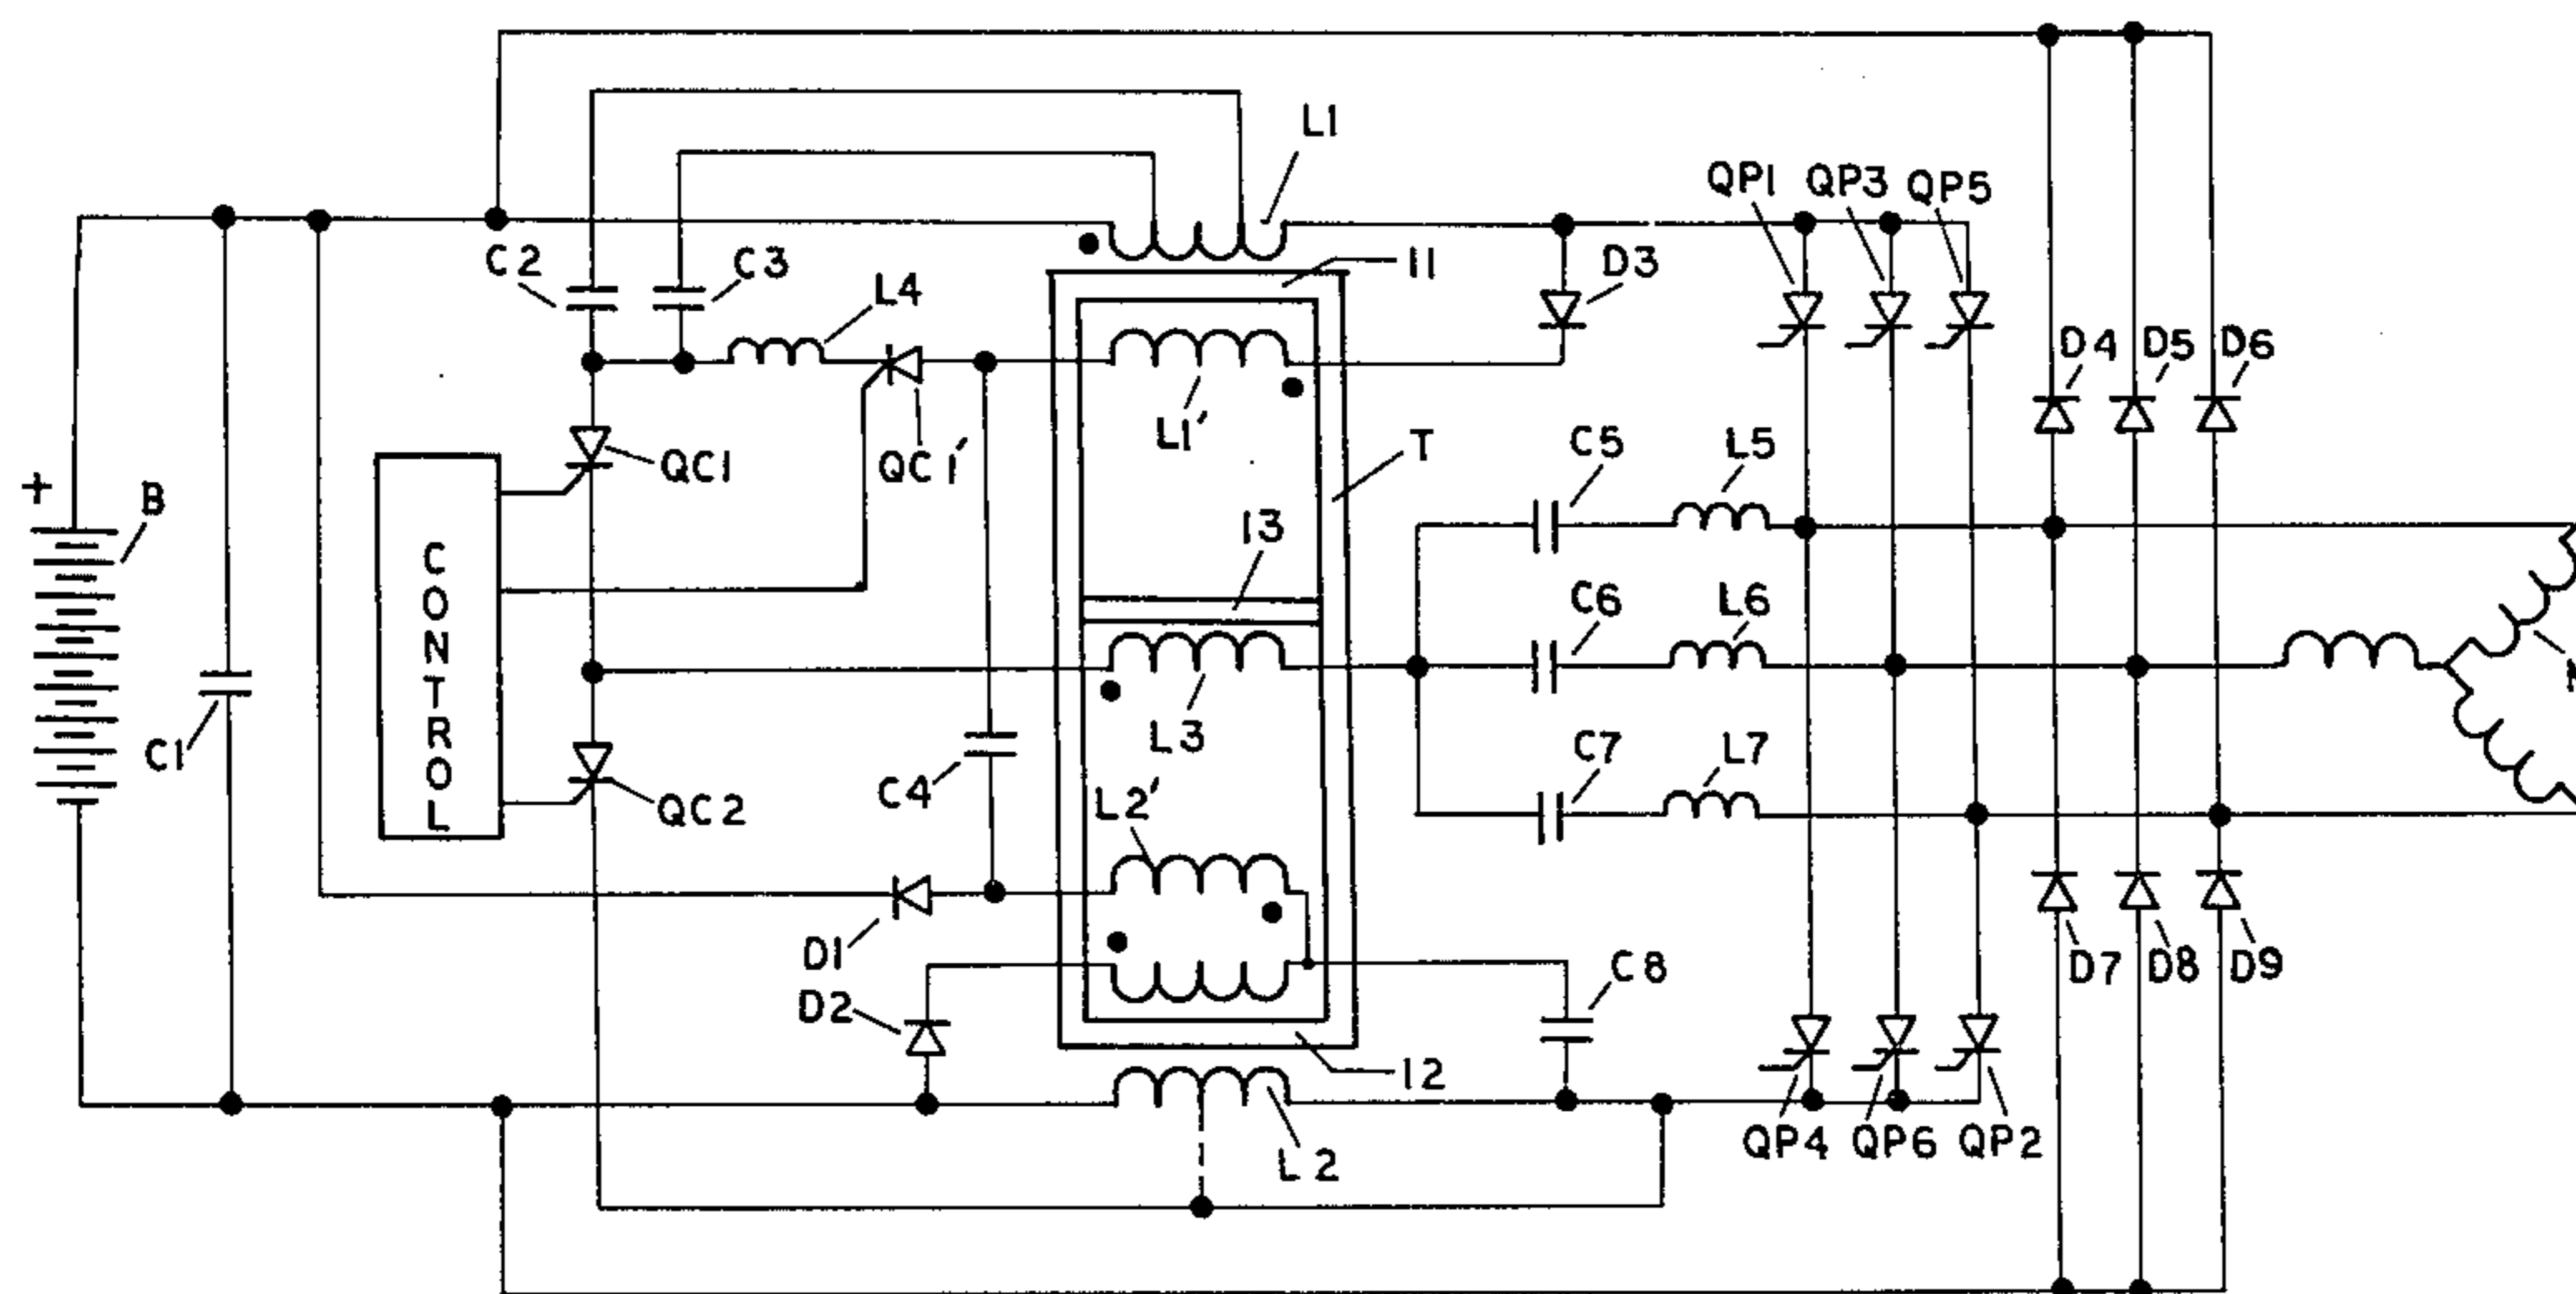 L1
QP1 QP3 QP5
C2
C3
L4
11
D3
D4 D5 D6
L1'
T
C5
L5
+
B
QC1
QC1'
CONTROL
13
C6
L6
C1
L3
C7
L7
QC2
C4
L2'
D1
D2
C8
D7 D8 D9
12
L2
QP4 QP6 QP2